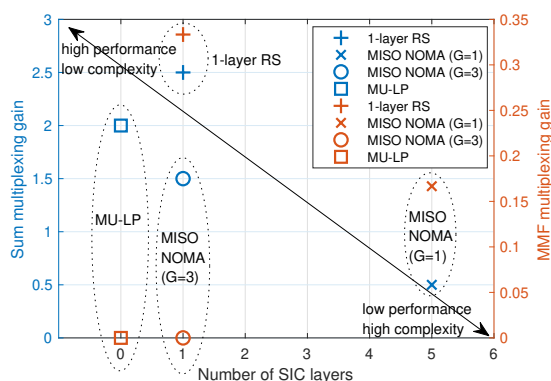 high performance
low complexity
1-layer RS
1-layer RS
MISO NOMA (G=1)
MISO NOMA (G=3)
MU-LP
1-layer RS
MISO NOMA (G=1)
MISO NOMA (G=3)
MU-LP
MU-LP
MISO
NOMA
(G=3)
MISO
NOMA
(G=1)
low performance
high complexity
3
2.5
2
1.5
1
0.5
0
-1
0
1
2
3
4
5
6
0.35
0.3
0.25
0.2
0.15
0.1
0.05
0
Sum multiplexing gain
Number of SIC layers
MMF multiplexing gain